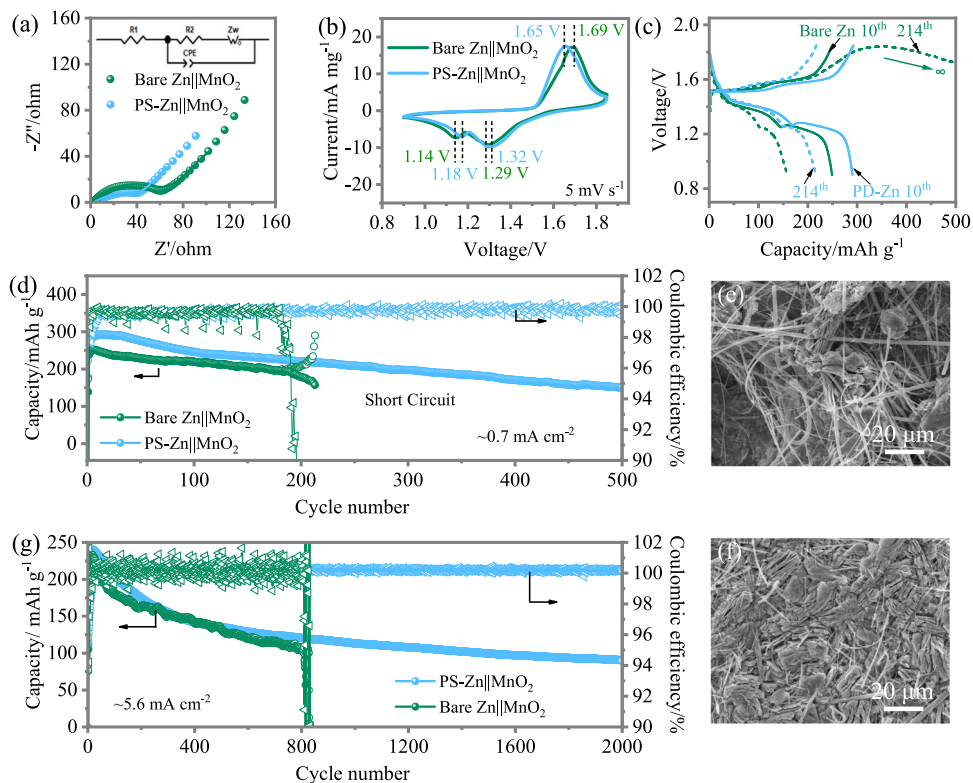 (a)
160
120
80
40
0
-Z''/ohm
R1
R2
Zw
CPE
Bare Zn||MnO₂
PS-Zn||MnO₂
0 40 80 120 160
Z'/ohm
(b)
20
10
0
-10
-20
Current/mA mg⁻¹
Bare Zn||MnO₂
PS-Zn||MnO₂
1.65 V
1.69 V
1.14 V
1.18 V
1.32 V
1.29 V
5 mV s⁻¹
1.0 1.2 1.4 1.6 1.8
Voltage/V
(c)
2.0
1.6
1.2
0.8
Voltage/V
Bare Zn 10ᵗʰ
214ᵗʰ
∞
214ᵗʰ
PD-Zn 10ᵗʰ
0 100 200 300 400 500
Capacity/mAh g⁻¹
(d)
400
350
300
250
200
150
100
50
0
Capacity/mAh g⁻¹
Bare Zn||MnO₂
PS-Zn||MnO₂
Short Circuit
~0.7 mA cm⁻²
102
100
98
96
94
92
90
Coulombic efficiency/%
0 100 200 300 400 500
Cycle number
(e)
20 μm
(g)
250
200
150
100
50
0
Capacity/ mAh g⁻¹
~5.6 mA cm⁻²
PS-Zn||MnO₂
Bare Zn||MnO₂
102
100
98
96
94
92
90
Coulombic efficiency/%
0 400 800 1200 1600 2000
Cycle number
(f)
20 μm